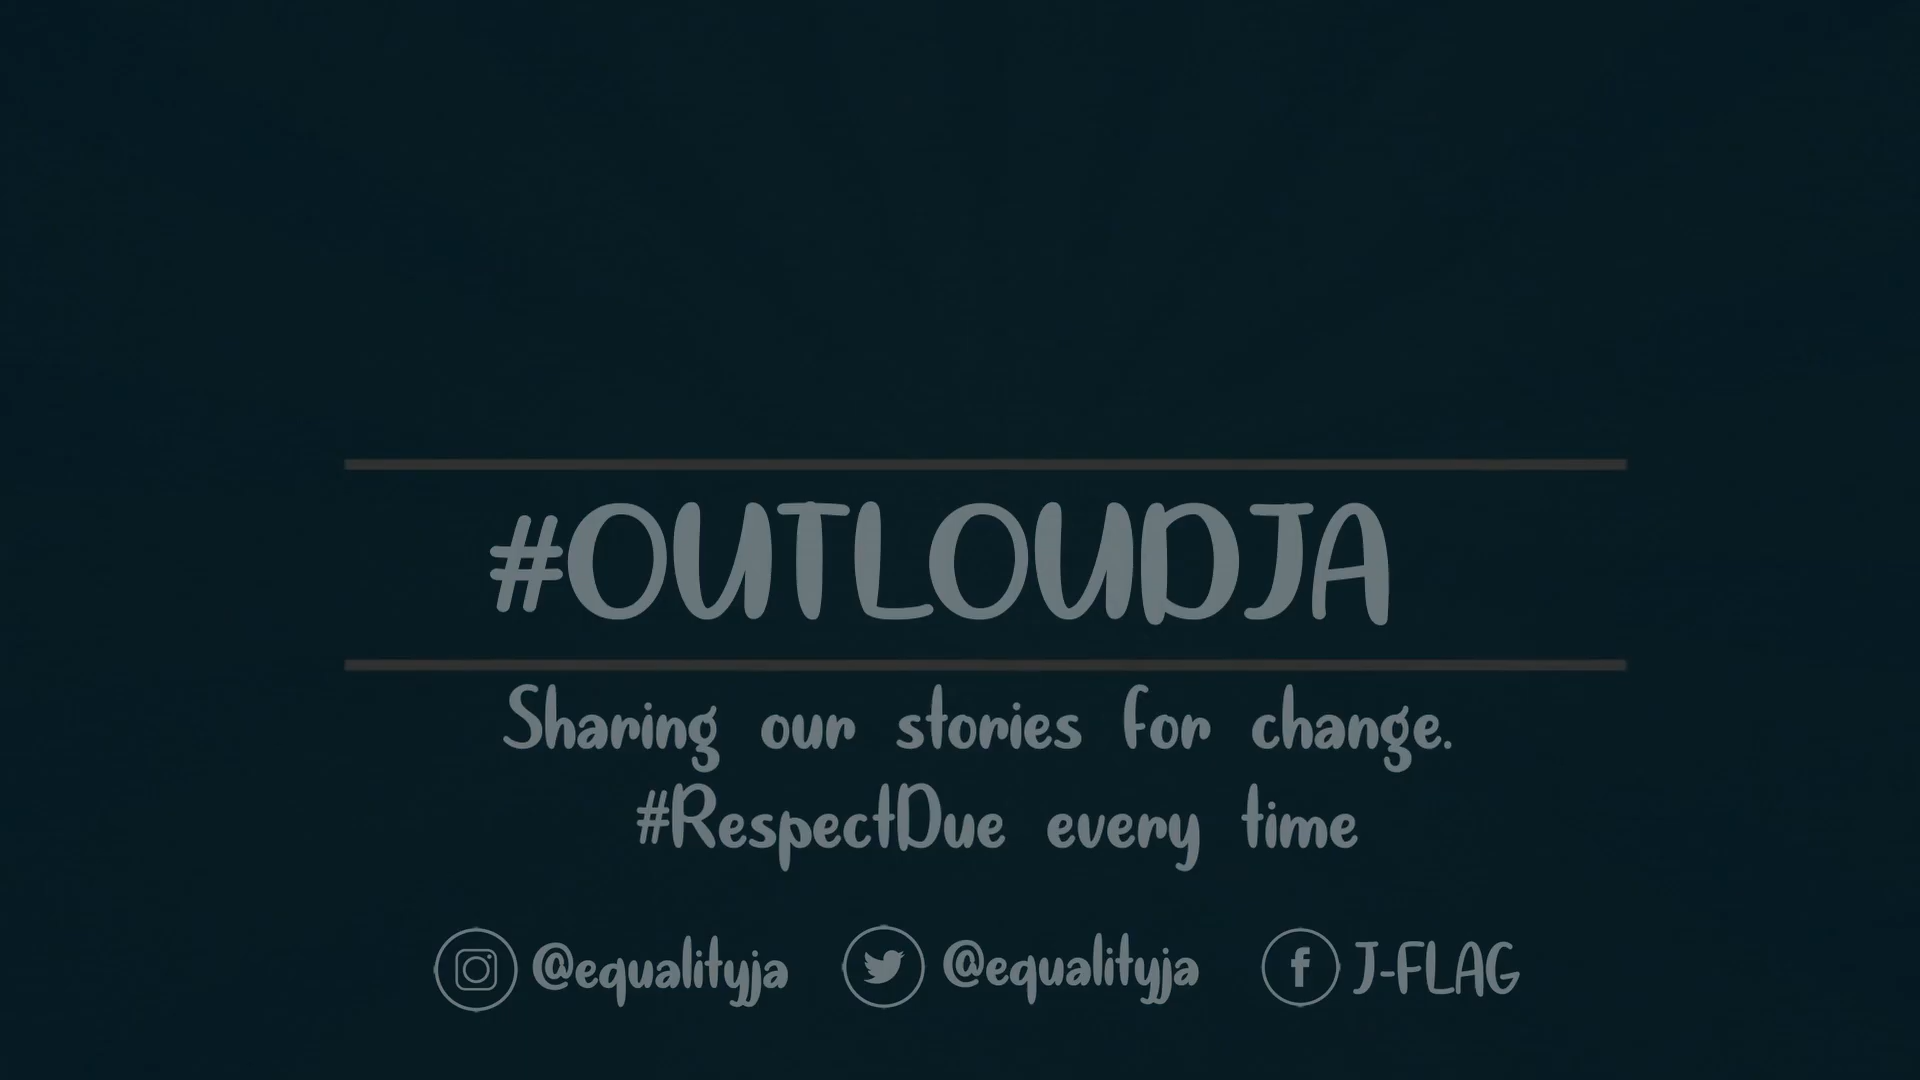 #OUTLOUDJA
Sharing our stories for change.
#RespectDue every time
@equalityja @equalityja J-FLAG